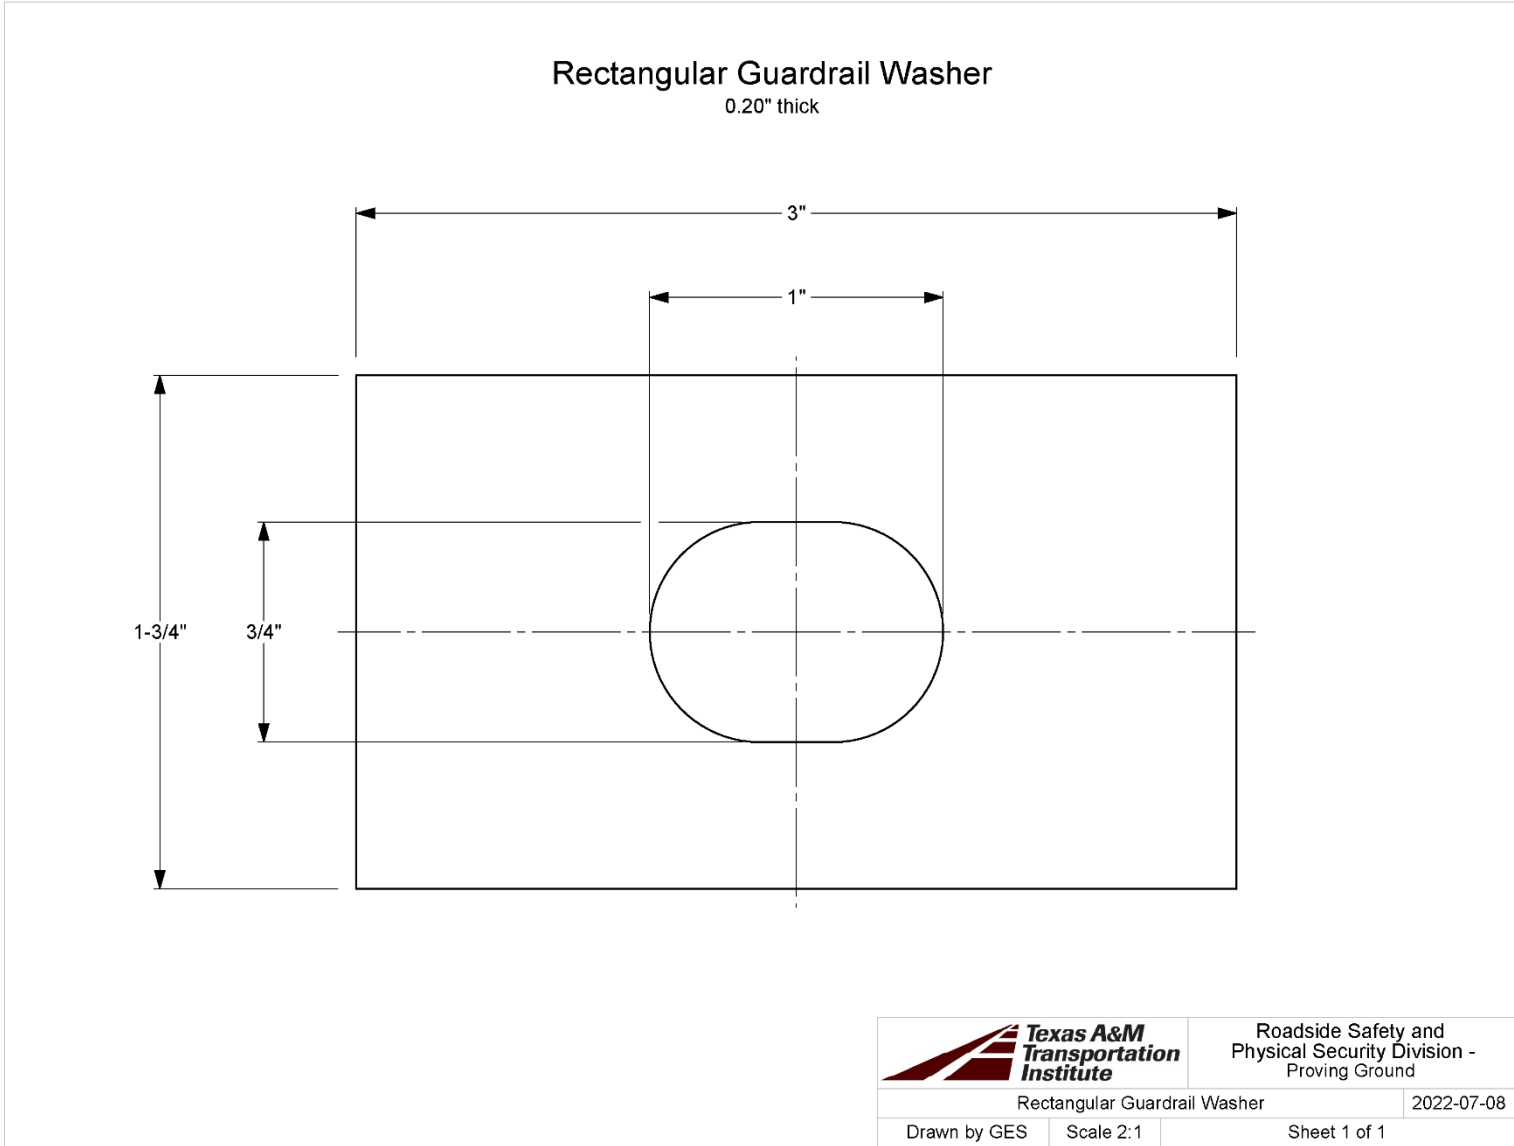 Rectangular Guardrail Washer
0.20" thick
3"
1"
1-3/4"
3/4"
Texas A&M
Transportation
Institute
Roadside Safety and
Physical Security Division -
Proving Ground
Rectangular Guardrail Washer
2022-07-08
Drawn by GES
Scale 2:1
Sheet 1 of 1